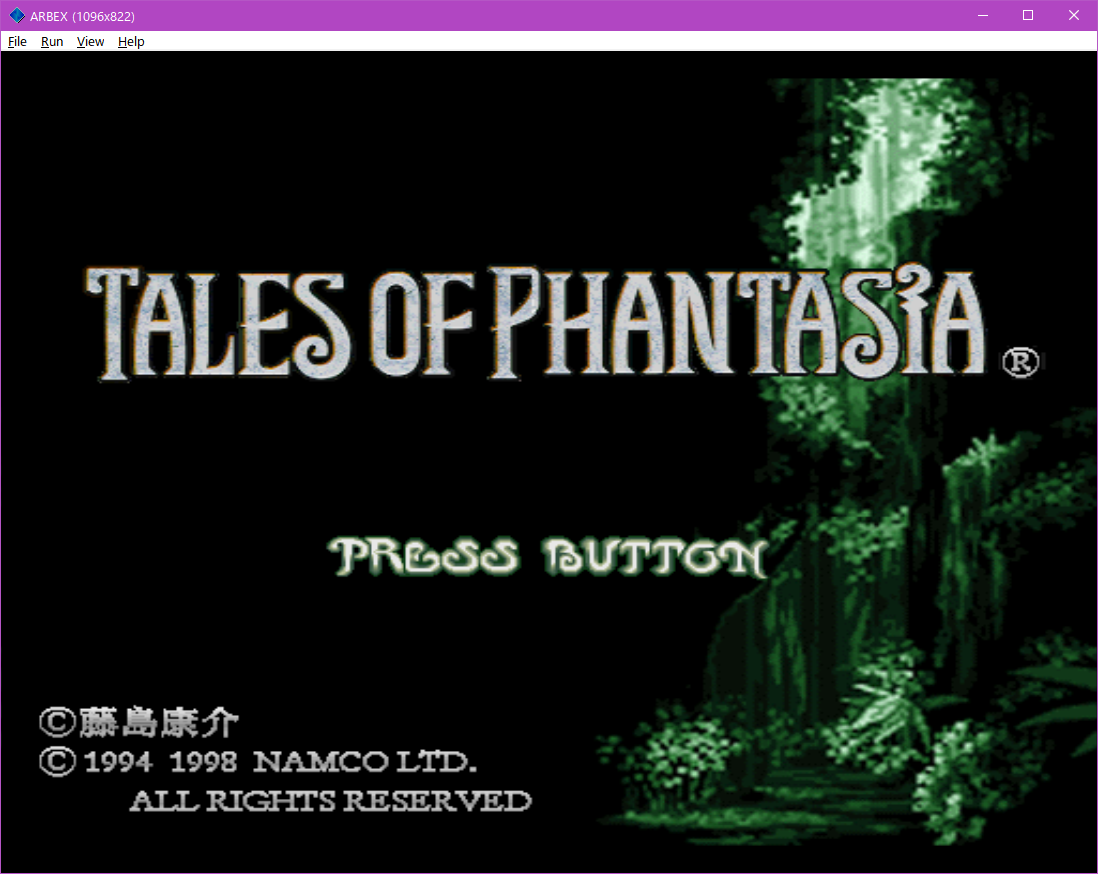 ARBEX (1096x822)
File Run View Help
TALES OF PHANTASiA ®
PRESS BUTTON
©藤島康介
© 1994 1998 NAMCO LTD.
ALL RIGHTS RESERVED